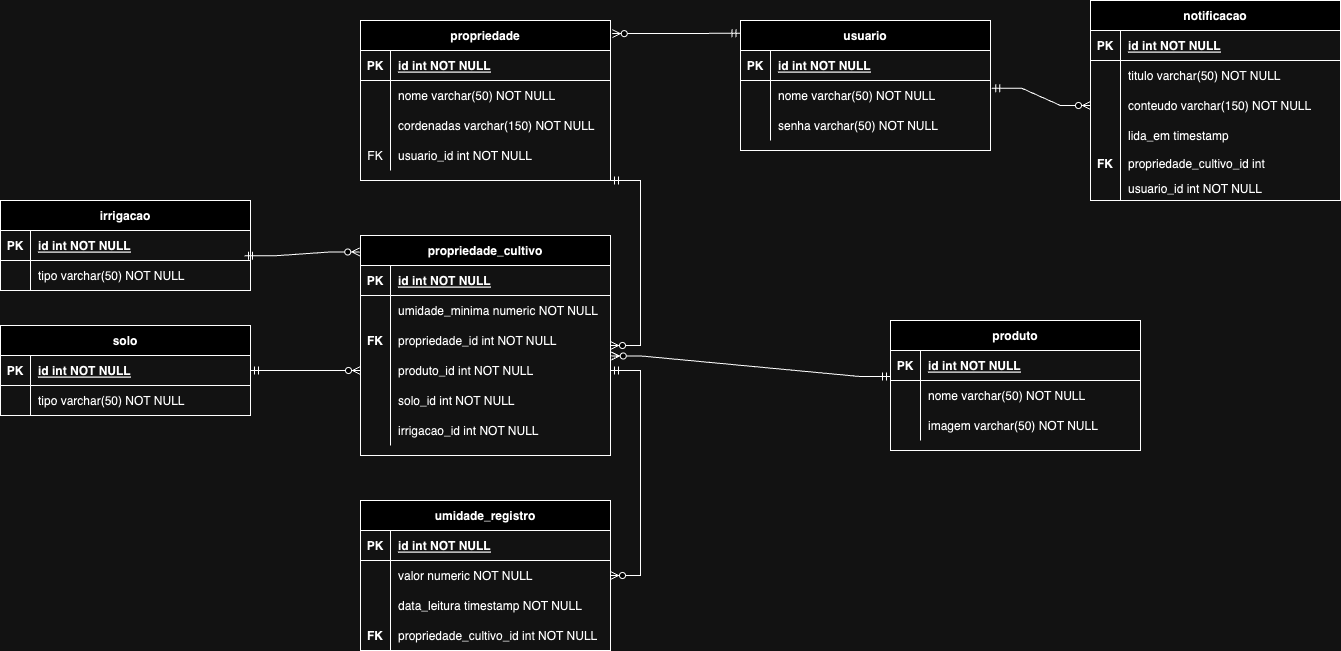 propriedade
PK id int NOT NULL
nome varchar(50) NOT NULL
cordenadas varchar(150) NOT NULL
FK usuario_id int NOT NULL
usuario
PK id int NOT NULL
nome varchar(50) NOT NULL
senha varchar(50) NOT NULL
notificacao
PK id int NOT NULL
titulo varchar(50) NOT NULL
conteudo varchar(150) NOT NULL
lida_em timestamp
FK propriedade_cultivo_id int
usuario_id int NOT NULL
irrigacao
PK id int NOT NULL
tipo varchar(50) NOT NULL
propriedade_cultivo
PK id int NOT NULL
umidade_minima numeric NOT NULL
FK propriedade_id int NOT NULL
produto_id int NOT NULL
solo_id int NOT NULL
irrigacao_id int NOT NULL
solo
PK id int NOT NULL
tipo varchar(50) NOT NULL
produto
PK id int NOT NULL
nome varchar(50) NOT NULL
imagem varchar(50) NOT NULL
umidade_registro
PK id int NOT NULL
valor numeric NOT NULL
data_leitura timestamp NOT NULL
FK propriedade_cultivo_id int NOT NULL